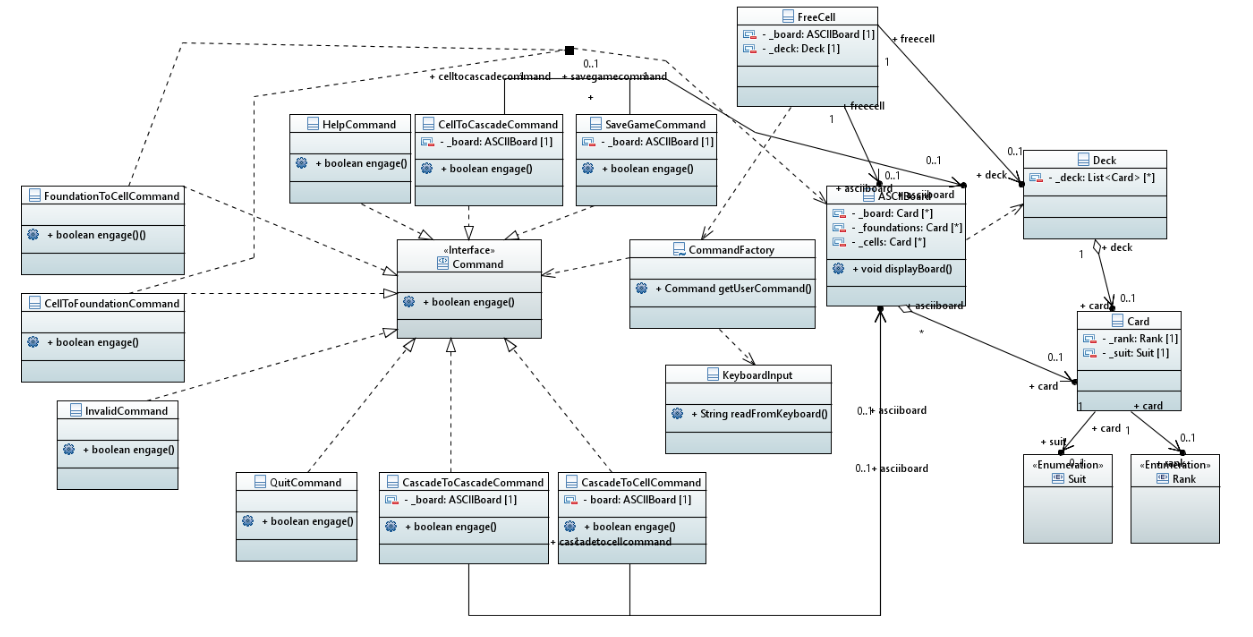 FreeCell
- _board: ASCIIBoard [1]
- _deck: Deck [1]
+ freecell
1
0..1
+ celltocascadecommand
+ savegamecommand
+
freecell
1
HelpCommand
+ boolean engage()
CellToCascadeCommand
- _board: ASCIIBoard [1]
+ boolean engage()
SaveGameCommand
- _board: ASCIIBoard [1]
+ boolean engage()
0..1
0..1
+ deck
Deck
- _deck: List<Card> [*]
0..1
+ asciiboard
+ asciiboard
FoundationToCellCommand
+ boolean engage()()
ASCIIBoard
- _board: Card [*]
- _foundations: Card [*]
- _cells: Card [*]
+ void displayBoard()
«Interface»
Command
+ boolean engage()
CommandFactory
+ Command getUserCommand()
1
+ deck
CellToFoundationCommand
+ boolean engage()
+ asciiboard
*
+ card
0..1
Card
- _rank: Rank [1]
- _suit: Suit [1]
0..1
+ card
KeyboardInput
+ String readFromKeyboard()
InvalidCommand
+ boolean engage()
0..1
+ asciiboard
1
+ card
+ card
1
+ suit
0..1
0..1
+ rank
«Enumeration»
Suit
«Enumeration»
Rank
0..1
+ asciiboard
QuitCommand
+ boolean engage()
CascadeToCascadeCommand
- _board: ASCIIBoard [1]
+ boolean engage()
CascadeToCellCommand
- board: ASCIIBoard [1]
+ boolean engage()
+ cascadetocellcommand